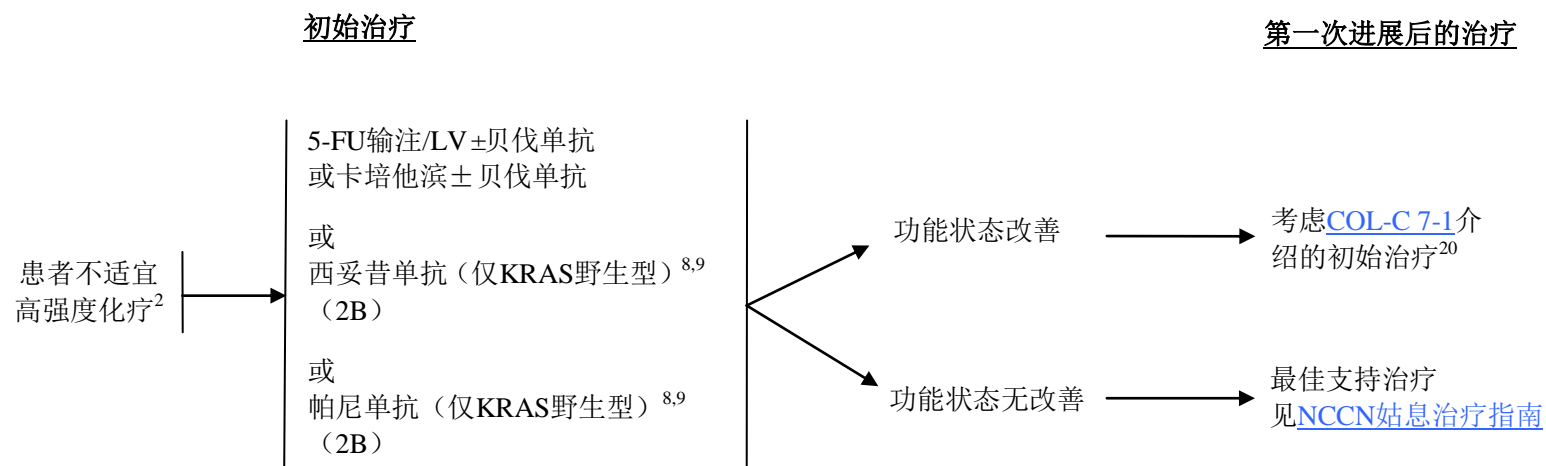 初始治疗
第一次进展后的治疗
患者不适宜
高强度化疗2
5-FU输注/LV±贝伐单抗
或卡培他滨±贝伐单抗
或
西妥昔单抗（仅KRAS野生型）8,9
（2B）
或
帕尼单抗（仅KRAS野生型）8,9
（2B）
功能状态改善
考虑COL-C 7-1介
绍的初始治疗20
功能状态无改善
最佳支持治疗
见NCCN姑息治疗指南